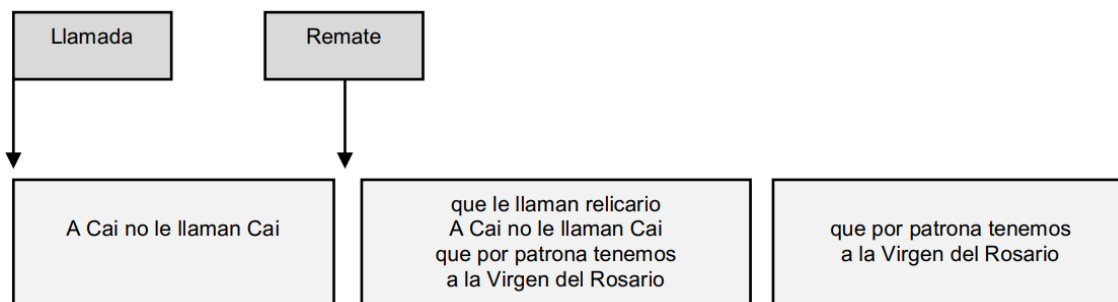 Llamada
Remate
A Cai no le llaman Cai
que le llaman relicario
A Cai no le llaman Cai
que por patrona tenemos
a la Virgen del Rosario
que por patrona tenemos
a la Virgen del Rosario